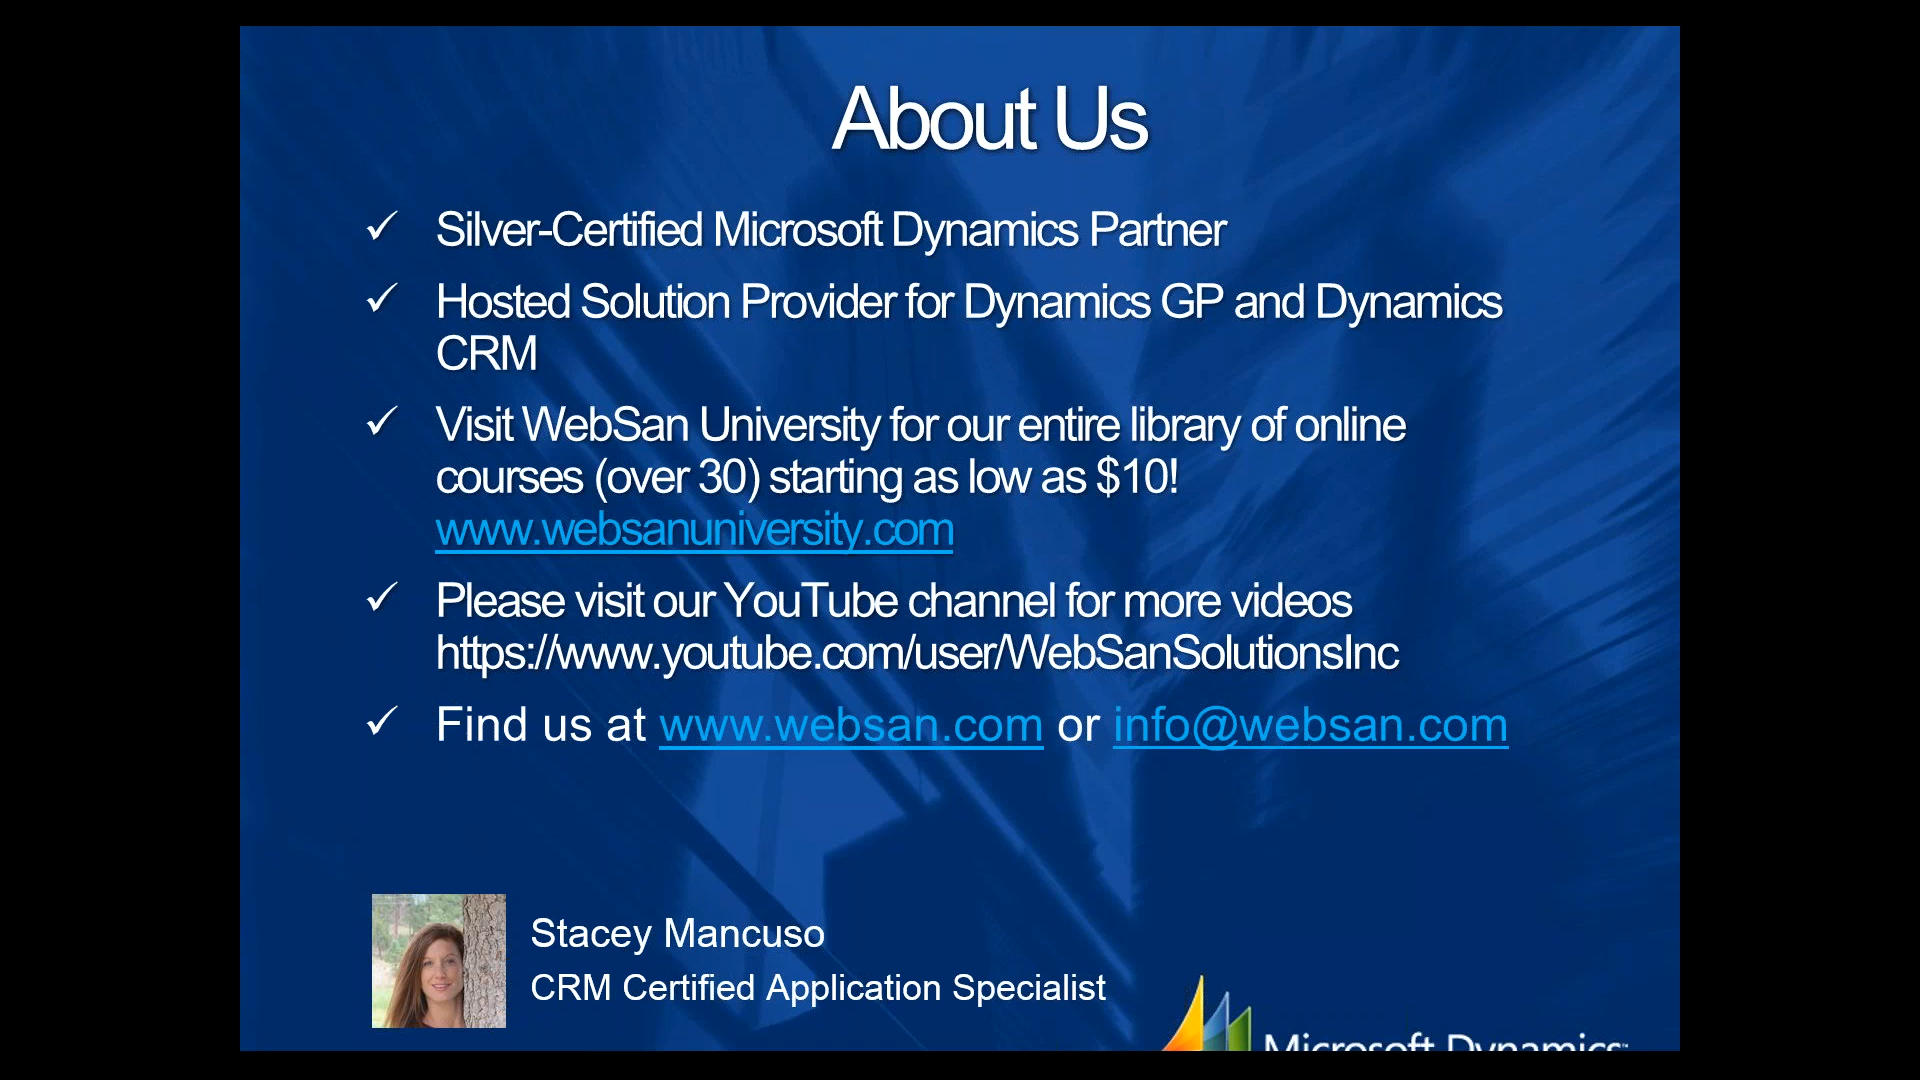 About Us
✓ Silver-Certified Microsoft Dynamics Partner
✓ Hosted Solution Provider for Dynamics GP and Dynamics
CRM
✓ Visit WebSan University for our entire library of online
courses (over 30) starting as low as $10!
www.websanuniversity.com
✓ Please visit our YouTube channel for more videos
https://www.youtube.com/user/WebSanSolutionsInc
✓ Find us at www.websan.com or info@websan.com
Stacey Mancuso
CRM Certified Application Specialist
Microsoft Dynamics™